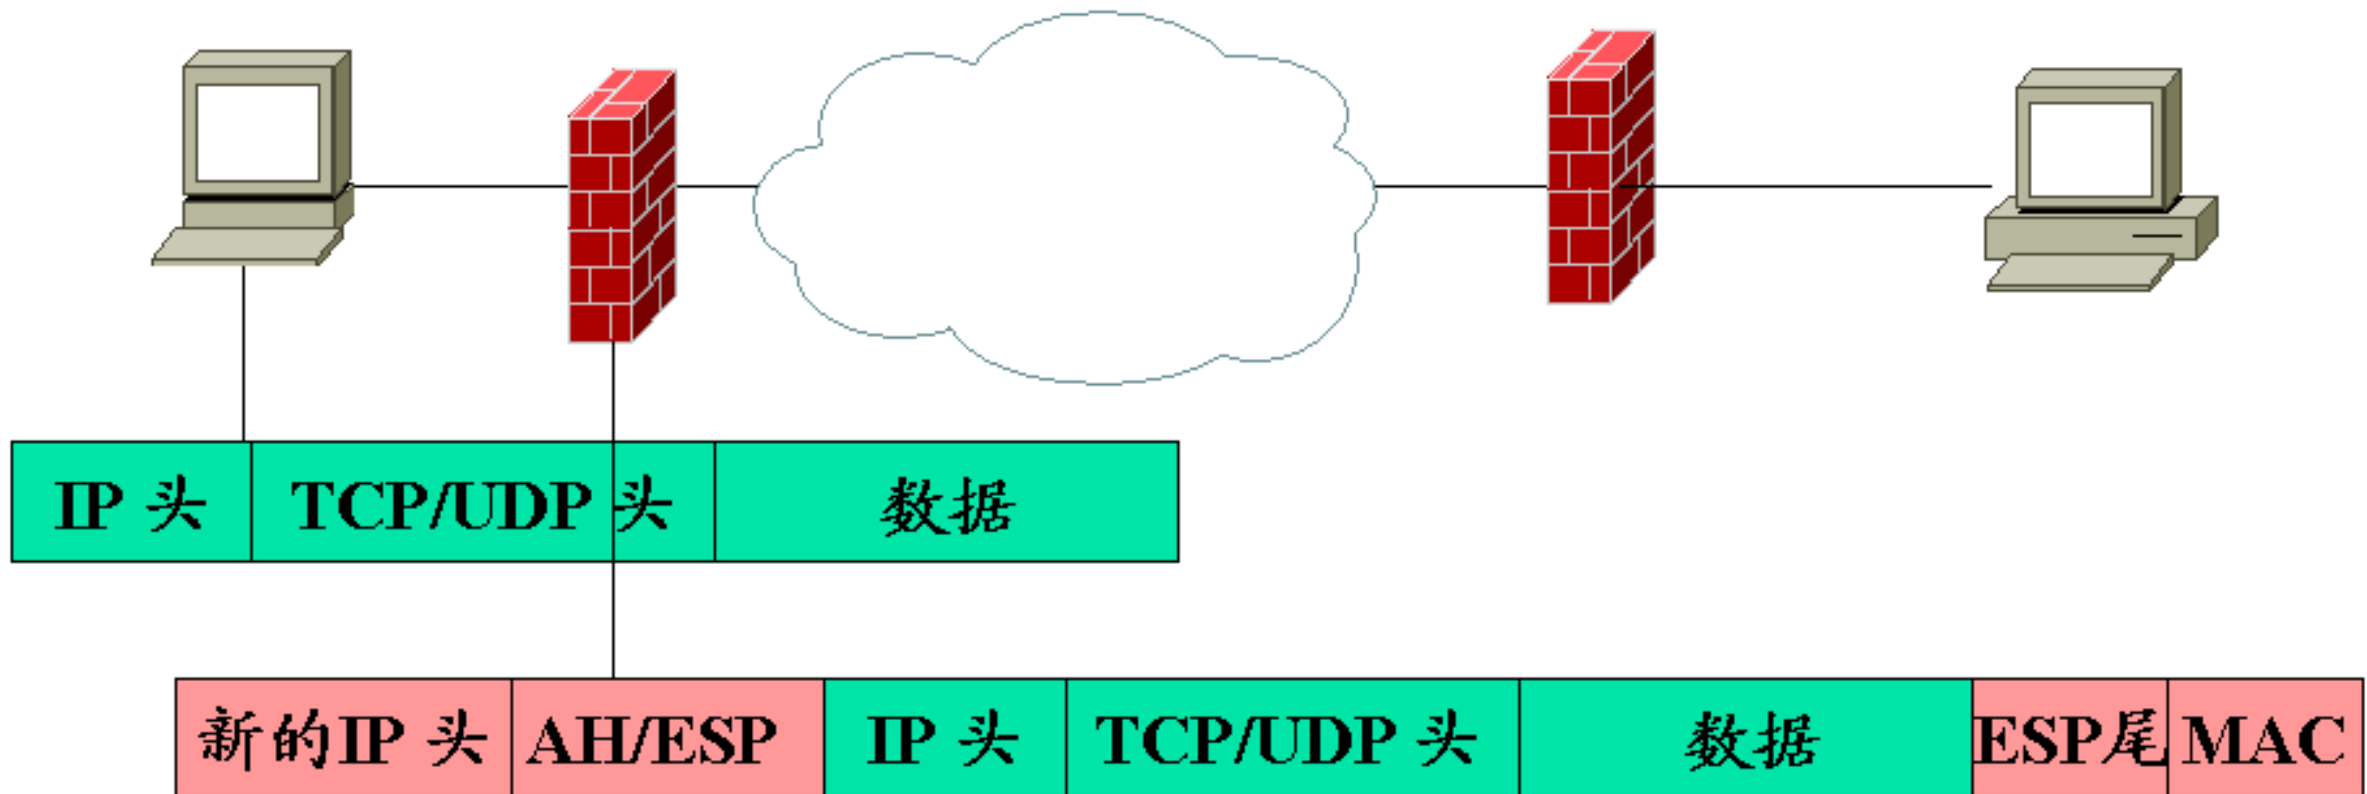 IP 头 TCP/UDP 头 数据
新的IP 头 AH/ESP IP 头 TCP/UDP 头 数据 ESP尾 MAC